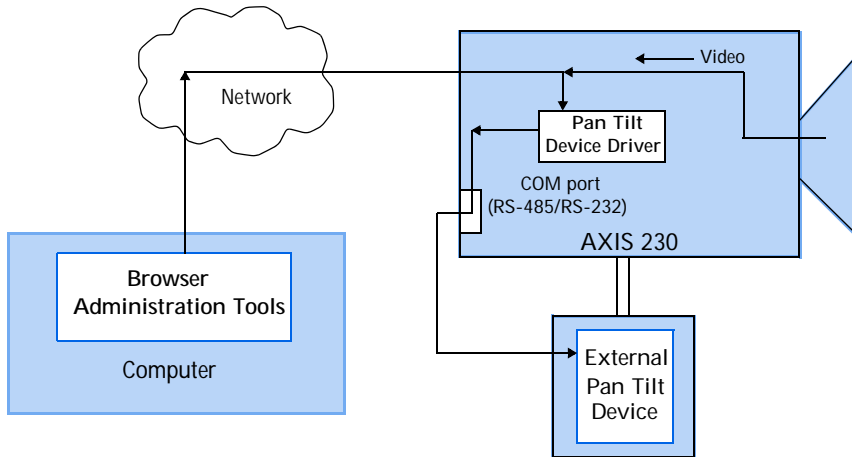 Network
Video
Pan Tilt
Device Driver
COM port
(RS-485/RS-232)
AXIS 230
Browser
Administration Tools
Computer
External
Pan Tilt
Device